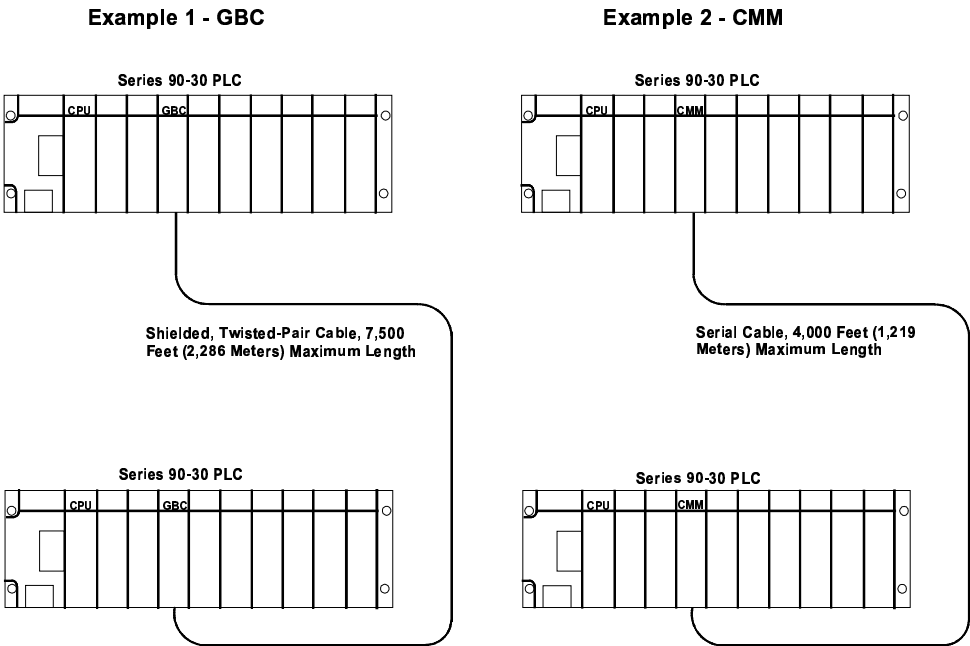 Example 1 - GBC
Series 90-30 PLC
CPU
GBC
Shielded, Twisted-Pair Cable, 7,500
Feet (2,286 Meters) Maximum Length
Series 90-30 PLC
CPU
GBC
Example 2 - CMM
Series 90-30 PLC
CPU
CMM
Serial Cable, 4,000 Feet (1,219
Meters) Maximum Length
Series 90-30 PLC
CPU
CMM